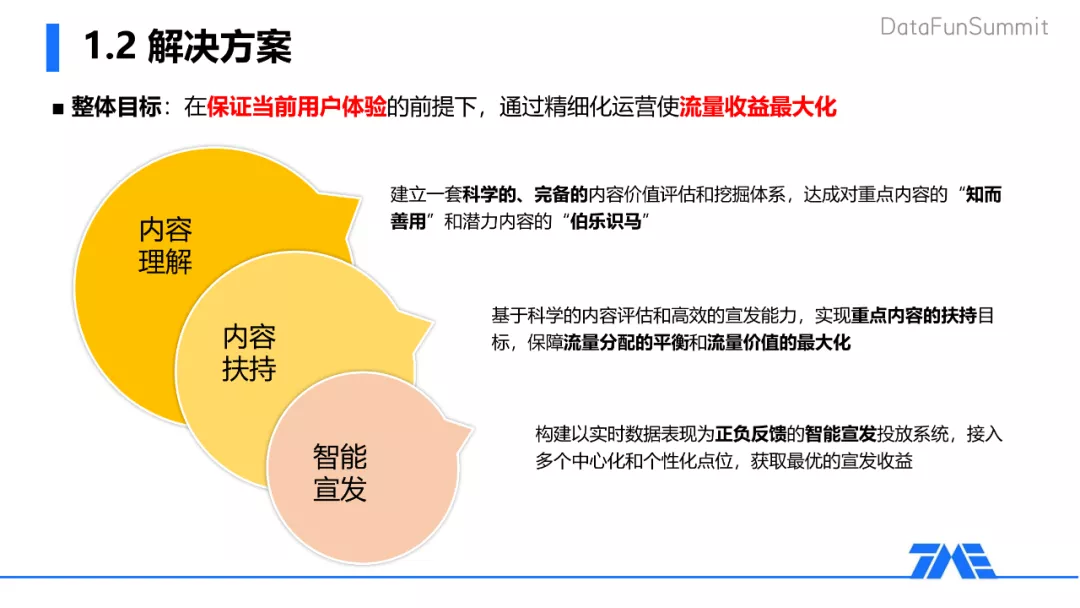 DataFunSummit
1.2 解决方案
■ 整体目标：在保证当前用户体验的前提下，通过精细化运营使流量收益最大化
内容
理解
建立一套科学的、完备的内容价值评估和挖掘体系，达成对重点内容的“知而
善用”和潜力内容的“伯乐识马”
内容
扶持
基于科学的内容评估和高效的宣发能力，实现重点内容的扶持目
标，保障流量分配的平衡和流量价值的最大化
智能
宣发
构建以实时数据表现为正负反馈的智能宣发投放系统，接入
多个中心化和个性化点位，获取最优的宣发收益
TME